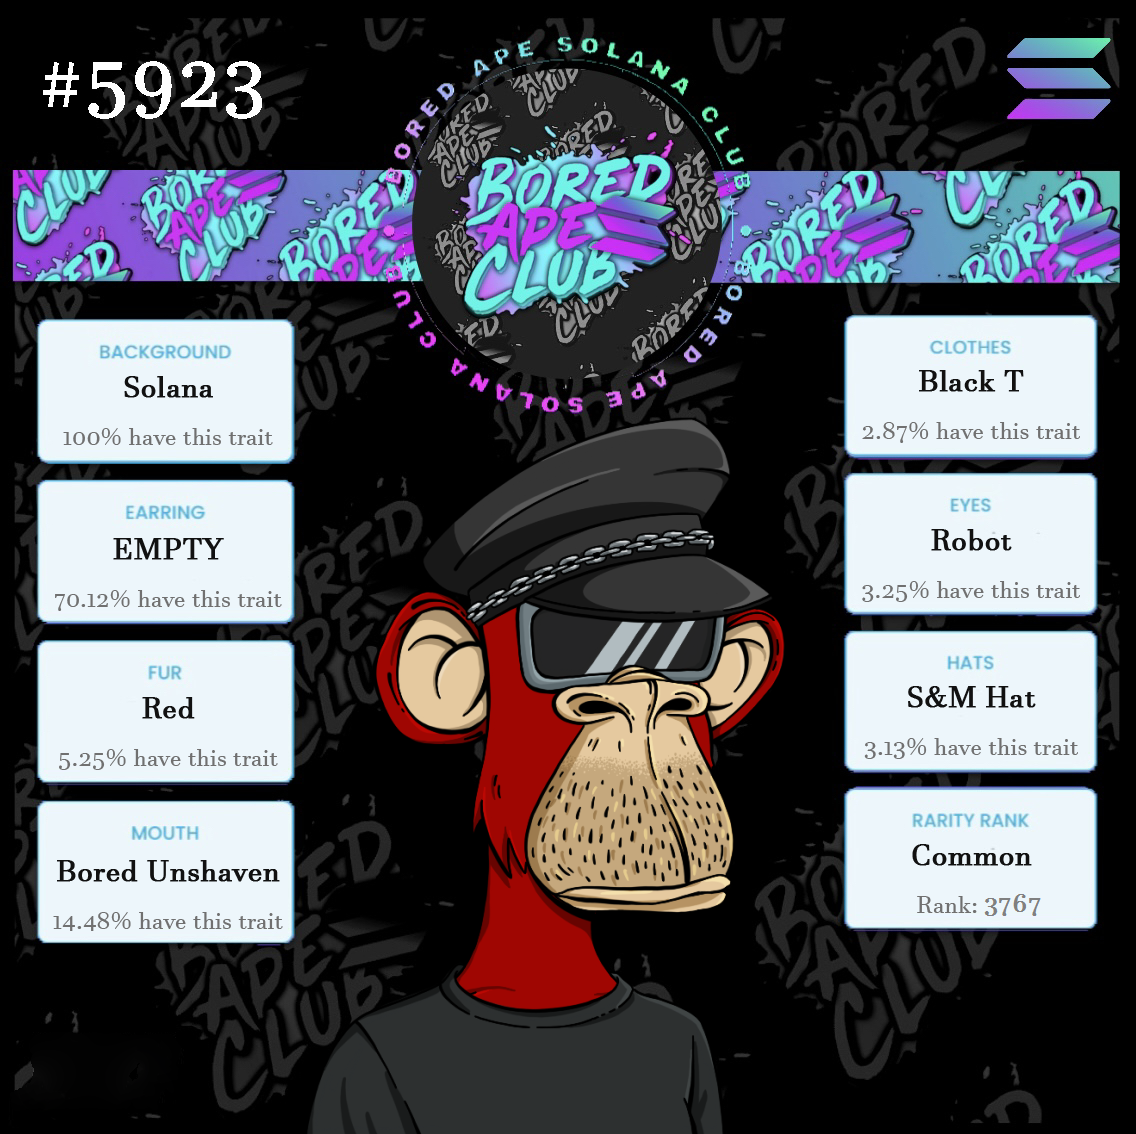 #5923
BORED APE SOLANA CLUB
BORED
APE
CLUB
BORED APE SOLANA CLUB
BACKGROUND
Solana
100% have this trait
EARRING
EMPTY
70.12% have this trait
FUR
Red
5.25% have this trait
MOUTH
Bored Unshaven
14.48% have this trait
CLOTHES
Black T
2.87% have this trait
EYES
Robot
3.25% have this trait
HATS
S&M Hat
3.13% have this trait
RARITY RANK
Common
Rank: 3767